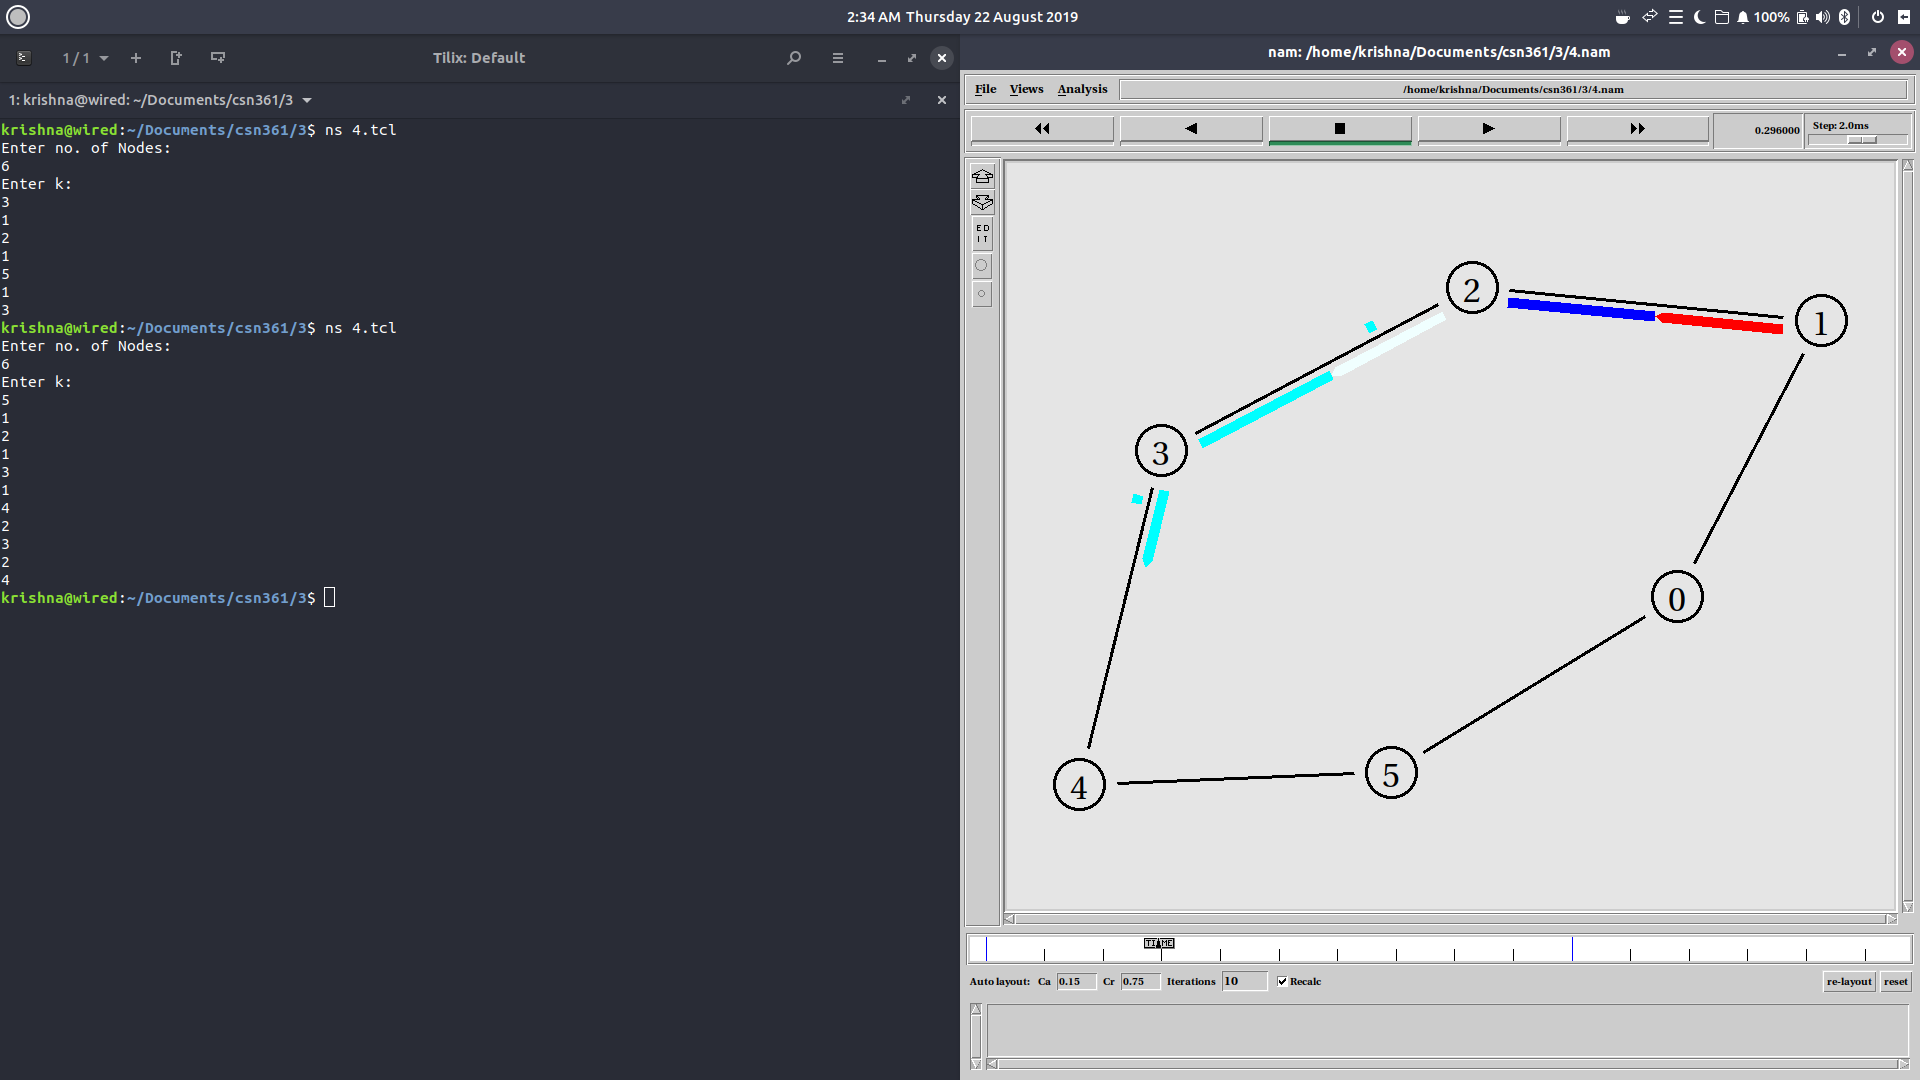 2:34 AM Thursday 22 August 2019
100%
1 / 1
Tilix: Default
1: krishna@wired: ~/Documents/csn361/3
krishna@wired:~/Documents/csn361/3$ ns 4.tcl
Enter no. of Nodes:
6
Enter k:
3
1
2
1
5
1
3
krishna@wired:~/Documents/csn361/3$ ns 4.tcl
Enter no. of Nodes:
6
Enter k:
5
1
2
1
3
1
4
2
3
2
4
krishna@wired:~/Documents/csn361/3$
nam: /home/krishna/Documents/csn361/3/4.nam
File Views Analysis
/home/krishna/Documents/csn361/3/4.nam
0.296000
Step: 2.0ms
ED
IT
2
1
3
0
5
4
TIME
Auto layout: Ca 0.15 Cr 0.75 Iterations 10 Recalc
re-layout reset